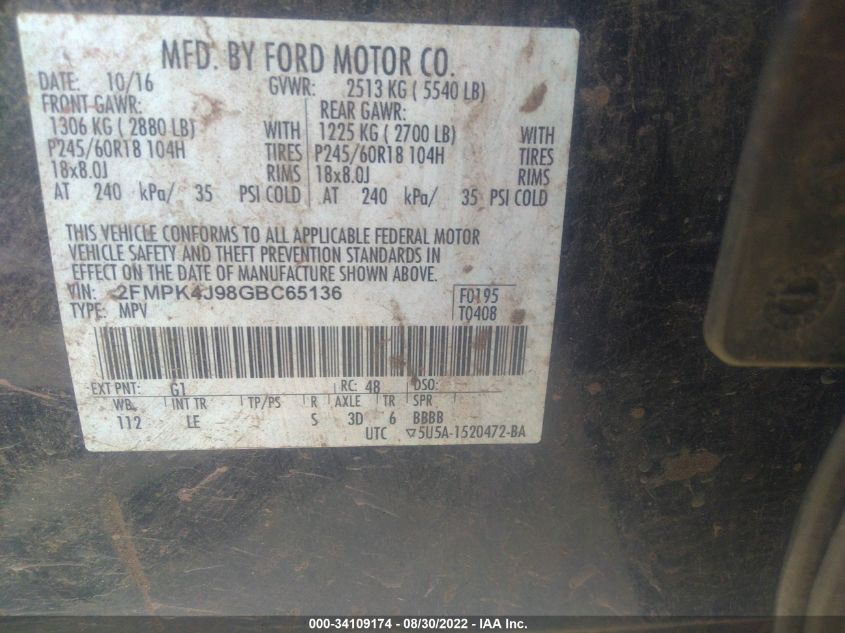 MFD. BY FORD MOTOR CO.
DATE: 10/16 GVWR: 2513 KG ( 5540 LB)
FRONT GAWR: REAR GAWR:
1306 KG ( 2880 LB) WITH 1225 KG ( 2700 LB) WITH
P245/60R18 104H TIRES P245/60R18 104H TIRES
18x8.0J RIMS 18x8.0J RIMS
AT 240 kPa/ 35 PSI COLD AT 240 kPa/ 35 PSI COLD
THIS VEHICLE CONFORMS TO ALL APPLICABLE FEDERAL MOTOR
VEHICLE SAFETY AND THEFT PREVENTION STANDARDS IN
EFFECT ON THE DATE OF MANUFACTURE SHOWN ABOVE.
VIN: 2FMPK4J98GBC65136 F0195
TYPE: MPV T0408
EXT PNT: G1 RC: 48 DSO:
WB INT TR TP/PS R AXLE TR SPR
112 LE S 3D 6 BBBB
UTC ▽5U5A-1520472-BA
000-34109174 / 08/30/2022 - IAA Inc.